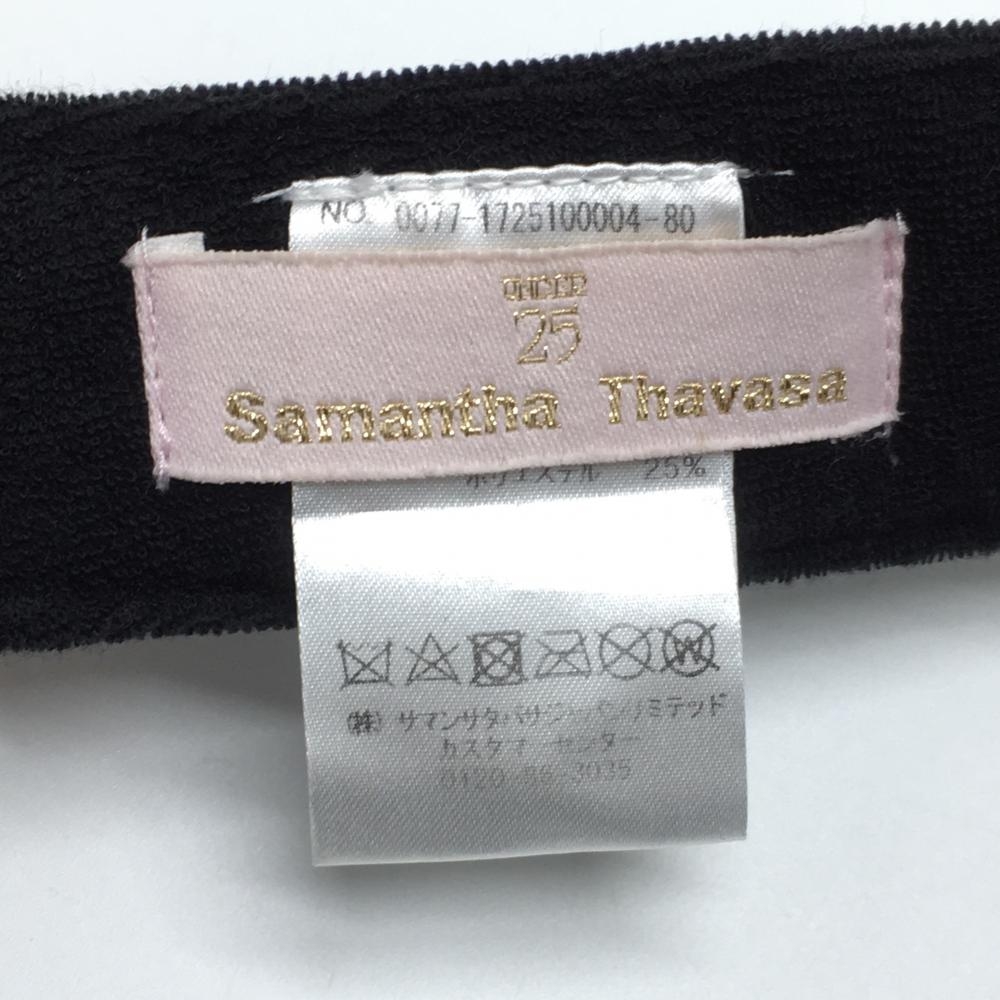 NO. 0077-1725100004-80
UNDER
25
Samantha Thavasa
ポリエステル 25%
W
(株) サマンサタバサジャパンリミテッド
カスタマーセンター
0120